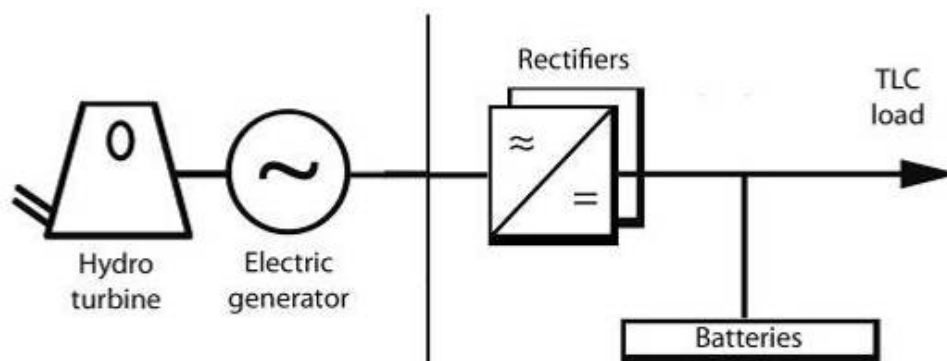 Rectifiers
TLC
load
Hydro
turbine
Electric
generator
Batteries